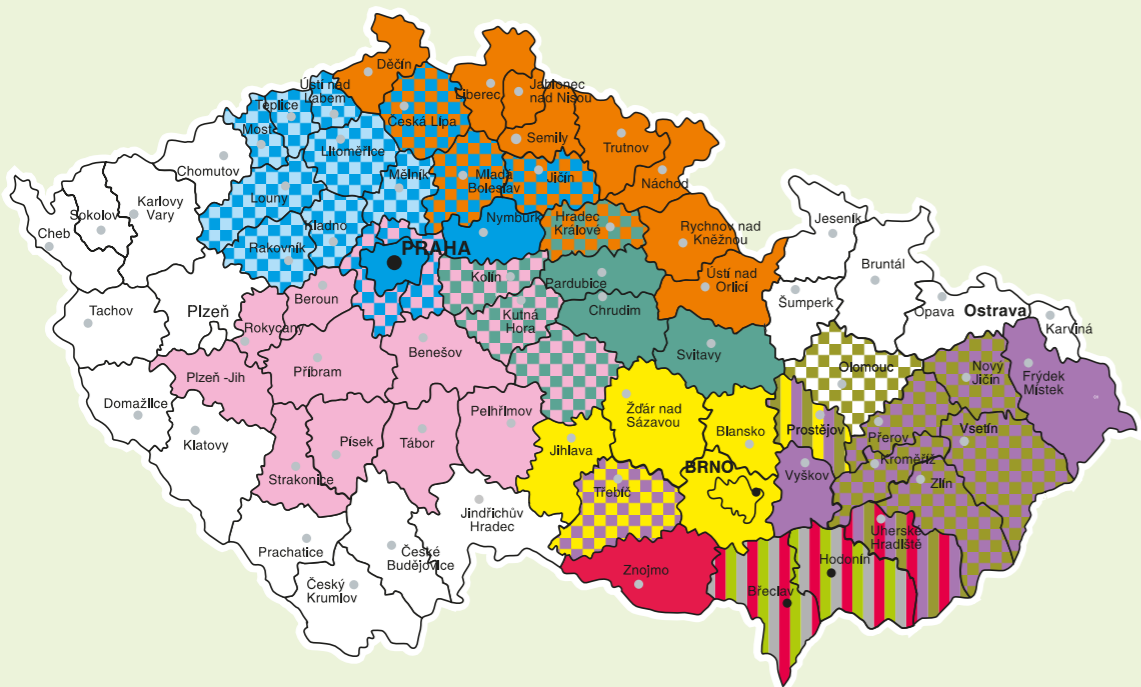 Děčín
Ústí nad
Labem
Teplice
Most
Chomutov
Česká Lípa
Liberec
Jablonec
nad Nisou
Semily
Trutnov
Náchod
Litoměřice
Mělník
Mladá
Boleslav
Jičín
Louny
Karlovy
Vary
Sokolov
Cheb
Kladno
Rakovník
PRAHA
Nymburk
Hradec
Králové
Rychnov nad
Kněžnou
Jeseník
Bruntál
Kolín
Pardubice
Ústí nad
Orlicí
Šumperk
Opava
Ostrava
Karviná
Tachov
Plzeň
Beroun
Rokycany
Kutná
Hora
Chrudim
Benešov
Svitavy
Olomouc
Nový
Jičín
Frýdek
Místek
Plzeň -Jih
Příbram
Domažlice
Klatovy
Písek
Tábor
Pelhřimov
Žďár nad
Sázavou
Blansko
Prostějov
Přerov
Vsetín
Kroměříž
Strakonice
Jihlava
BRNO
Vyškov
Zlín
Třebíč
Jindřichův
Hradec
Prachatice
České
Budějovice
Uherské
Hradiště
Hodonín
Český
Krumlov
Znojmo
Břeclav